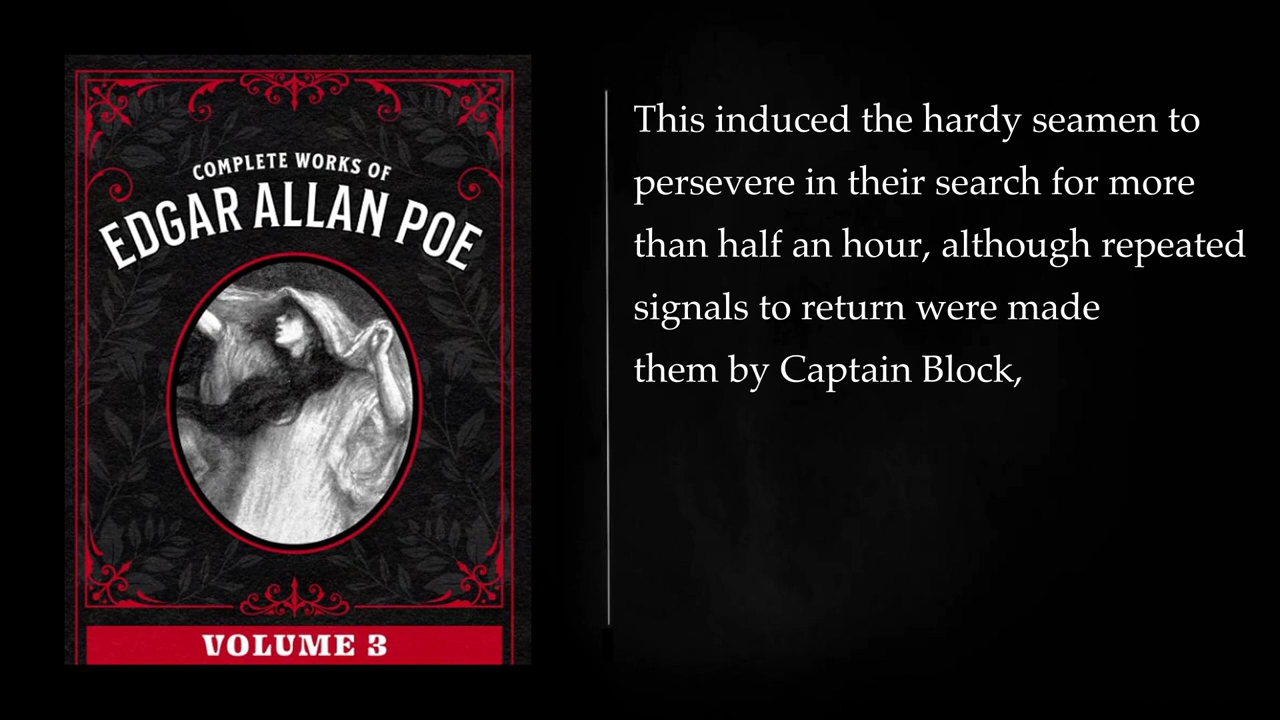 COMPLETE WORKS OF
EDGAR ALLAN POE
VOLUME 3
This induced the hardy seamen to
persevere in their search for more
than half an hour, although repeated
signals to return were made
them by Captain Block,